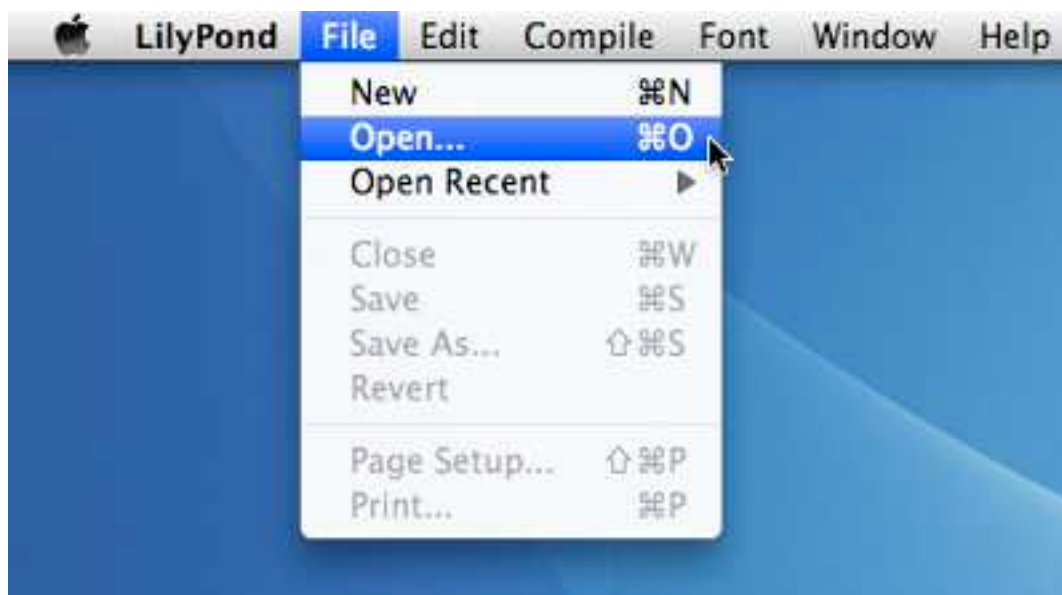 LilyPond File Edit Compile Font Window Help
New ⌘N
Open... ⌘O
Open Recent ▶
Close ⌘W
Save ⌘S
Save As... ⇧⌘S
Revert
Page Setup... ⇧⌘P
Print... ⌘P